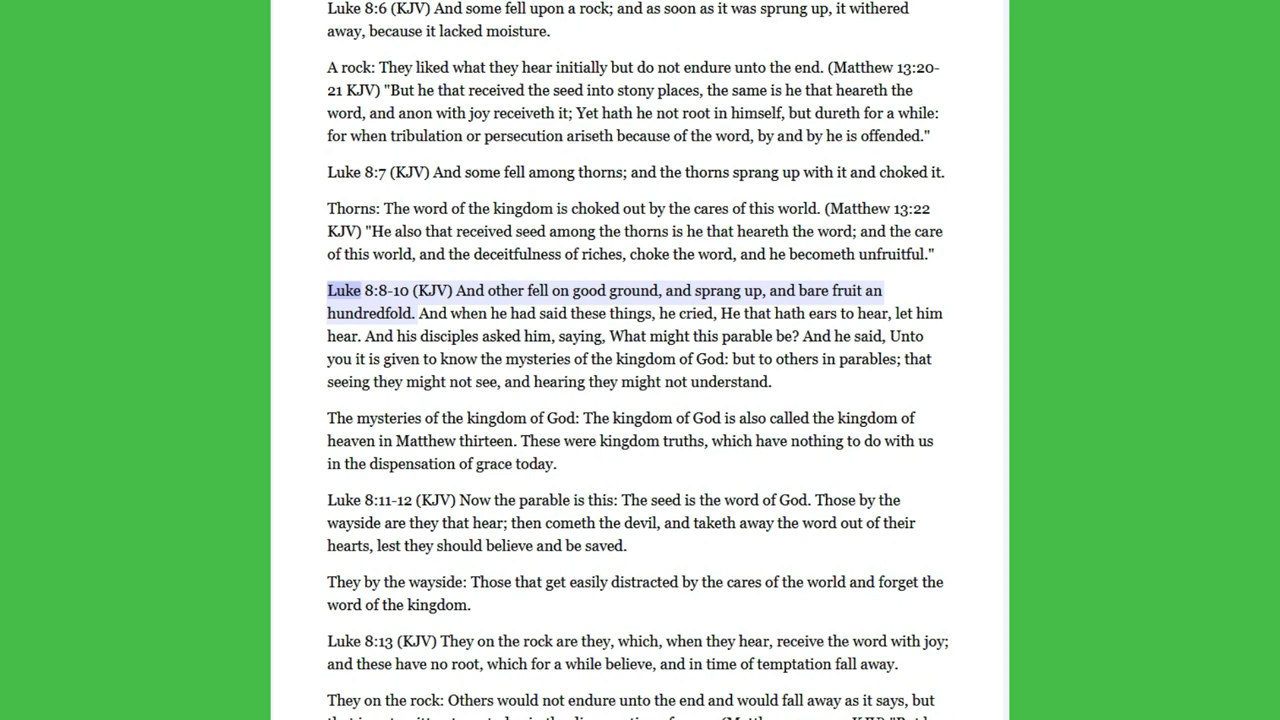 Luke 8:6 (KJV) And some fell upon a rock; and as soon as it was sprung up, it withered
away, because it lacked moisture.
A rock: They liked what they hear initially but do not endure unto the end. (Matthew 13:20-
21 KJV) "But he that received the seed into stony places, the same is he that heareth the
word, and anon with joy receiveth it; Yet hath he not root in himself, but dureth for a while:
for when tribulation or persecution ariseth because of the word, by and by he is offended."
Luke 8:7 (KJV) And some fell among thorns; and the thorns sprang up with it and choked it.
Thorns: The word of the kingdom is choked out by the cares of this world. (Matthew 13:22
KJV) "He also that received seed among the thorns is he that heareth the word; and the care
of this world, and the deceitfulness of riches, choke the word, and he becometh unfruitful."
Luke 8:8-10 (KJV) And other fell on good ground, and sprang up, and bare fruit an
hundredfold. And when he had said these things, he cried, He that hath ears to hear, let him
hear. And his disciples asked him, saying, What might this parable be? And he said, Unto
you it is given to know the mysteries of the kingdom of God: but to others in parables; that
seeing they might not see, and hearing they might not understand.
The mysteries of the kingdom of God: The kingdom of God is also called the kingdom of
heaven in Matthew thirteen. These were kingdom truths, which have nothing to do with us
in the dispensation of grace today.
Luke 8:11-12 (KJV) Now the parable is this: The seed is the word of God. Those by the
wayside are they that hear; then cometh the devil, and taketh away the word out of their
hearts, lest they should believe and be saved.
They by the wayside: Those that get easily distracted by the cares of the world and forget the
word of the kingdom.
Luke 8:13 (KJV) They on the rock are they, which, when they hear, receive the word with joy;
and these have no root, which for a while believe, and in time of temptation fall away.
They on the rock: Others would not endure unto the end and would fall away as it says, but